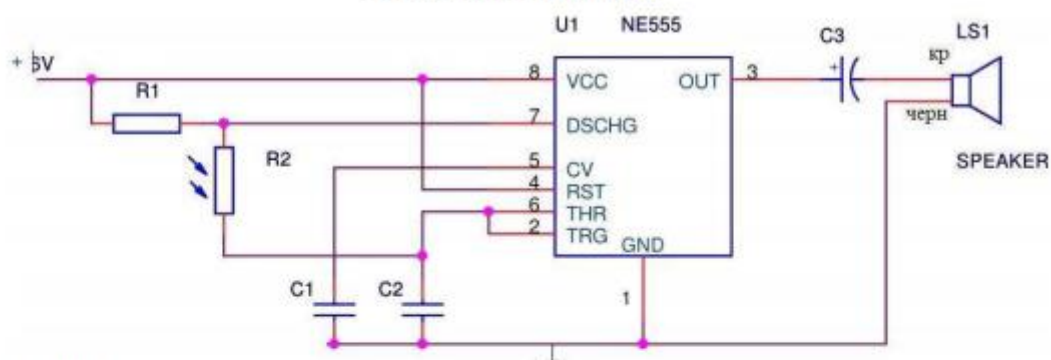 U1 NE555
C3
LS1
+ 6V
кр
8 VCC OUT 3
R1
7 DSCHG
черн
R2
5 CV
SPEAKER
4 RST
6 THR
2 TRG
GND
C1 C2
1